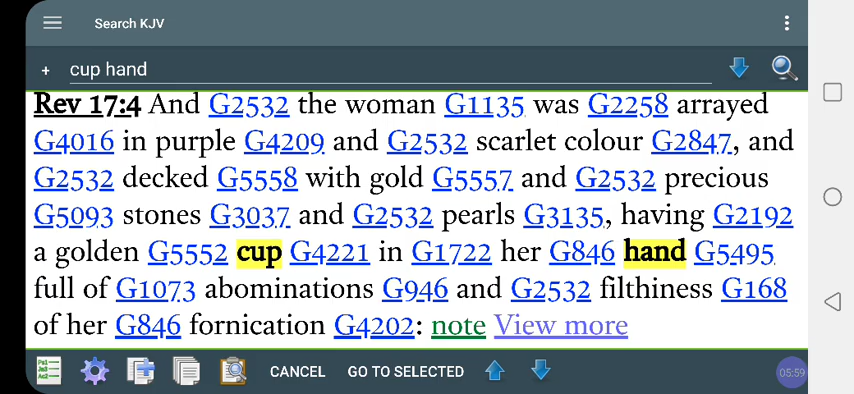 Search KJV
+ cup hand
Rev 17:4 And G2532 the woman G1135 was G2258 arrayed
G4016 in purple G4209 and G2532 scarlet colour G2847, and
G2532 decked G5558 with gold G5557 and G2532 precious
G5093 stones G3037 and G2532 pearls G3135, having G2192
a golden G5552 cup G4221 in G1722 her G846 hand G5495
full of G1073 abominations G946 and G2532 filthiness G168
of her G846 fornication G4202: note View more
CANCEL GO TO SELECTED 05:59